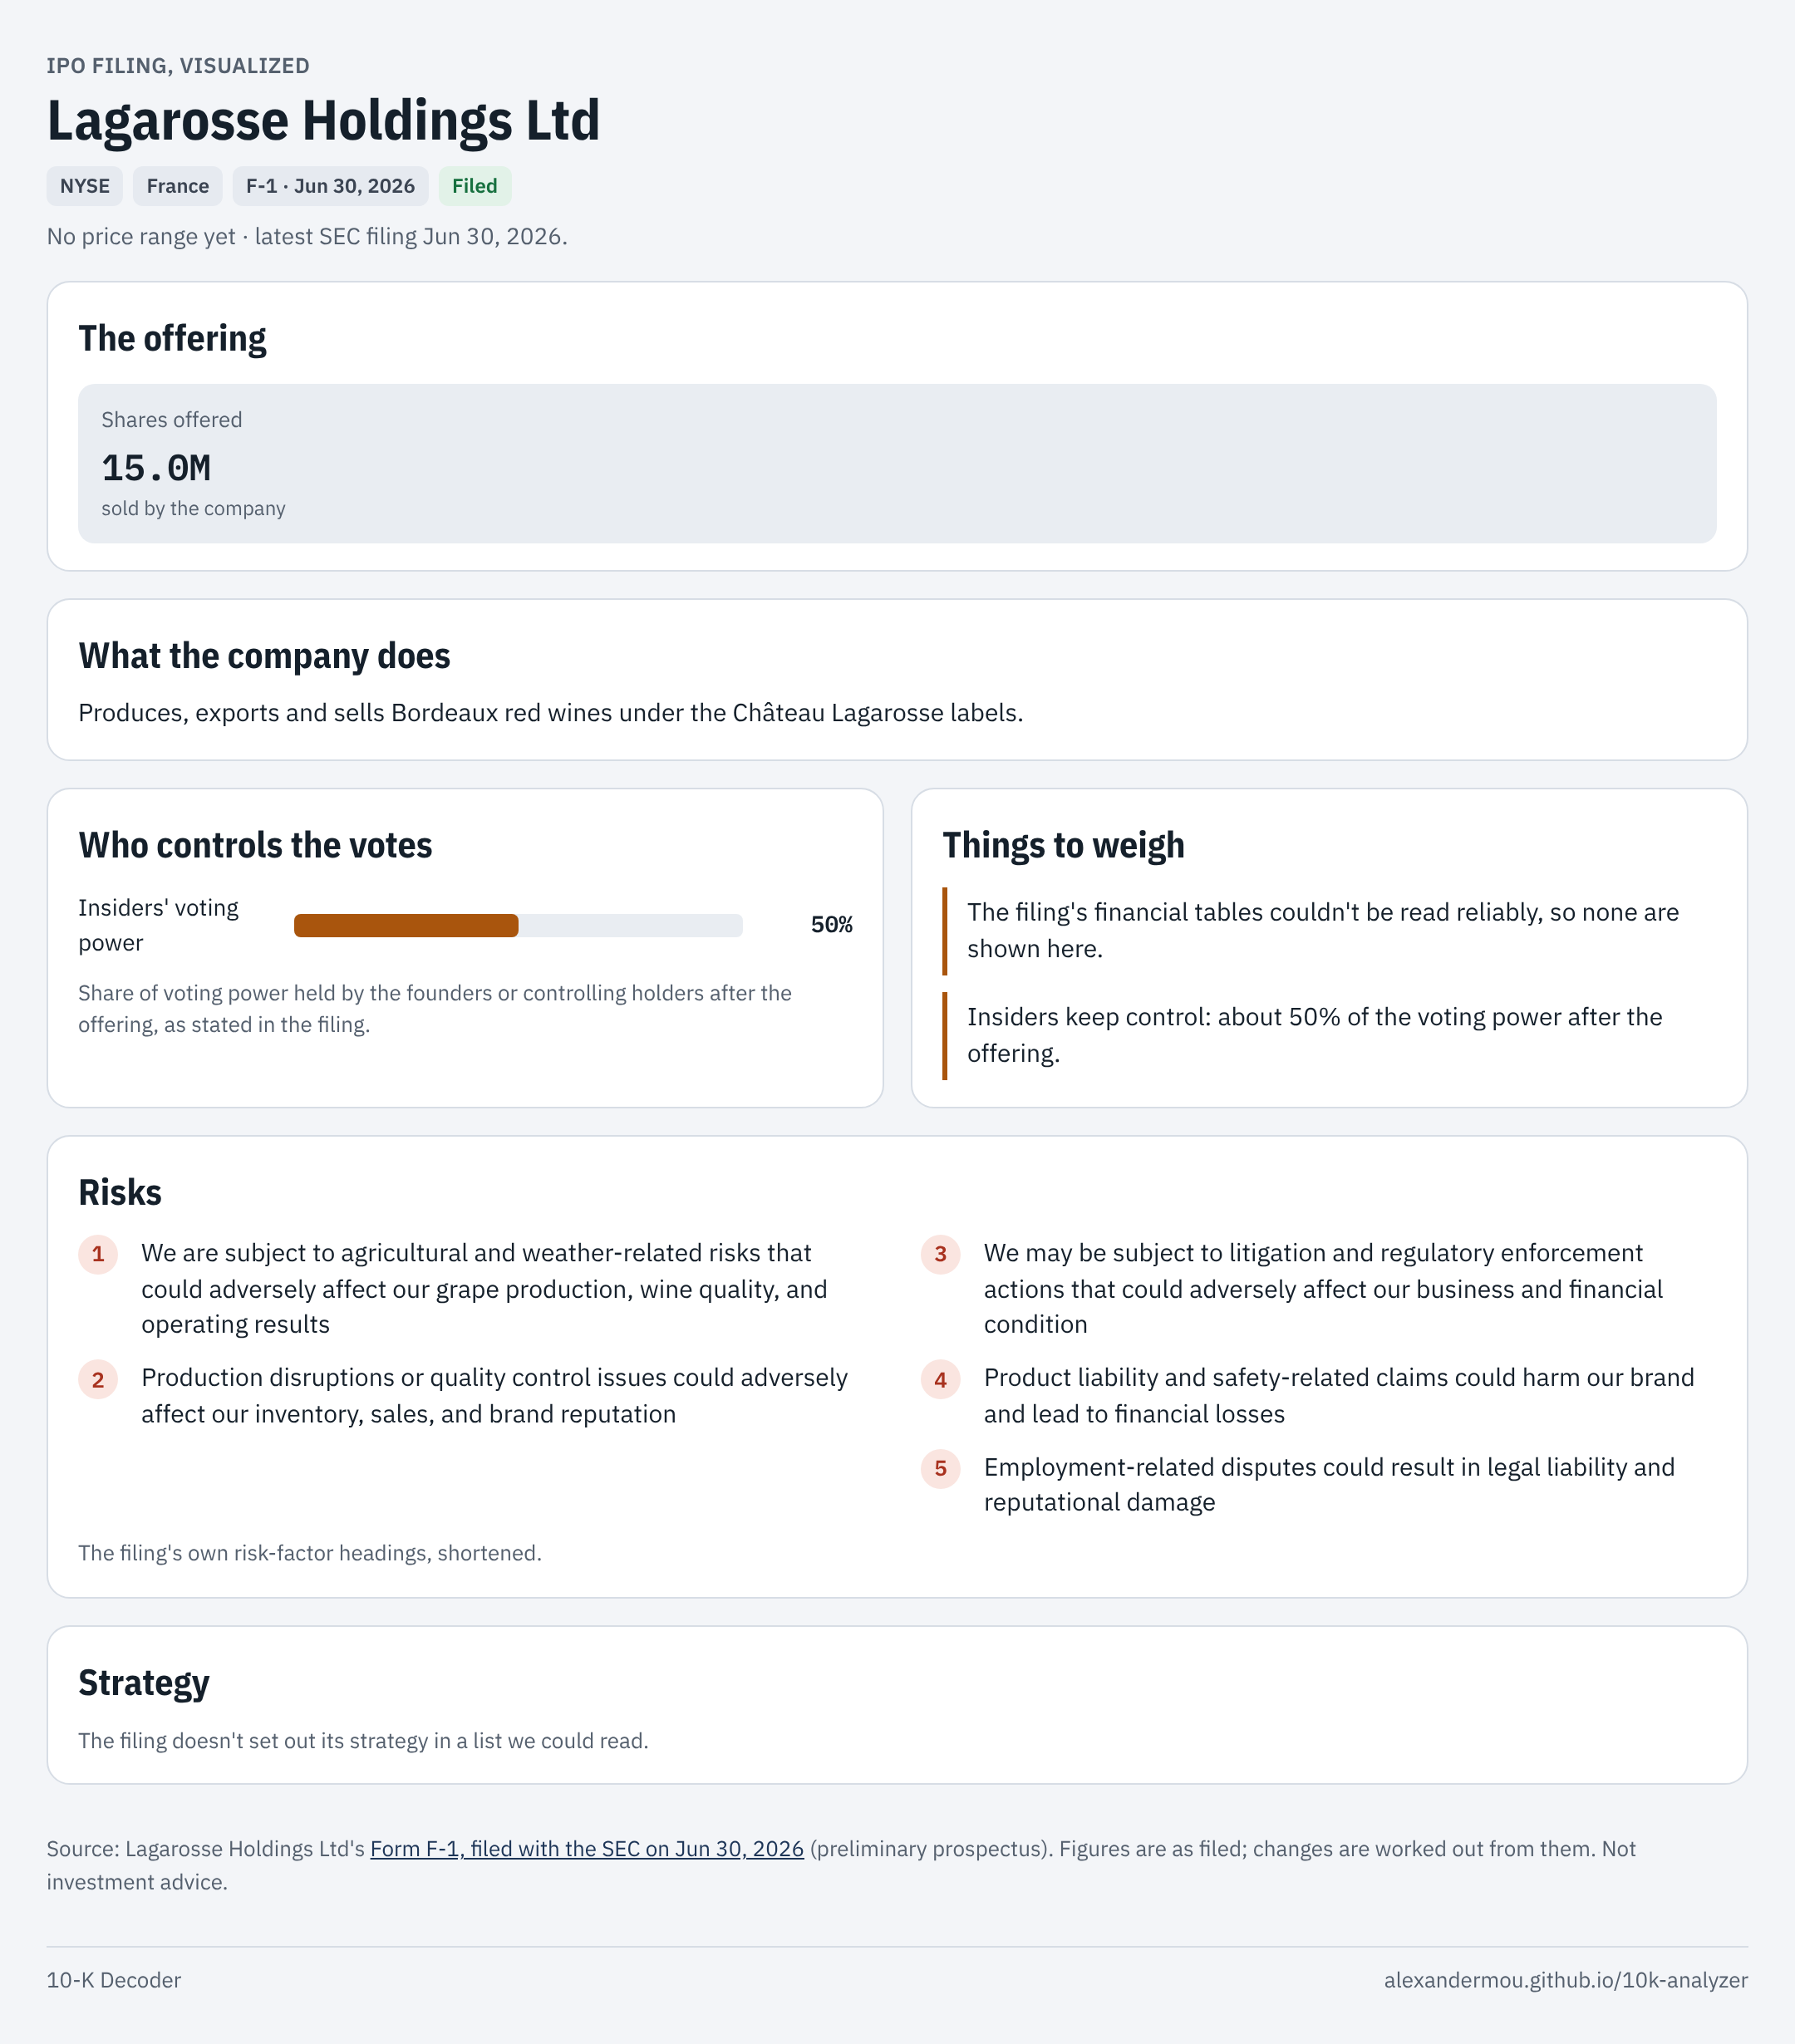 IPO FILING, VISUALIZED
Lagarosse Holdings Ltd
NYSE France F-1 · Jun 30, 2026 Filed
No price range yet · latest SEC filing Jun 30, 2026.
The offering
Shares offered
15.0M
sold by the company
What the company does
Produces, exports and sells Bordeaux red wines under the Château Lagarosse labels.
Who controls the votes
Insiders' voting
power
50%
Share of voting power held by the founders or controlling holders after the
offering, as stated in the filing.
Things to weigh
The filing's financial tables couldn't be read reliably, so none are
shown here.
Insiders keep control: about 50% of the voting power after the
offering.
Risks
1 We are subject to agricultural and weather-related risks that
could adversely affect our grape production, wine quality, and
operating results
2 Production disruptions or quality control issues could adversely
affect our inventory, sales, and brand reputation
3 We may be subject to litigation and regulatory enforcement
actions that could adversely affect our business and financial
condition
4 Product liability and safety-related claims could harm our brand
and lead to financial losses
5 Employment-related disputes could result in legal liability and
reputational damage
The filing's own risk-factor headings, shortened.
Strategy
The filing doesn't set out its strategy in a list we could read.
Source: Lagarosse Holdings Ltd's Form F-1, filed with the SEC on Jun 30, 2026 (preliminary prospectus). Figures are as filed; changes are worked out from them. Not
investment advice.
10-K Decoder
alexandermou.github.io/10k-analyzer